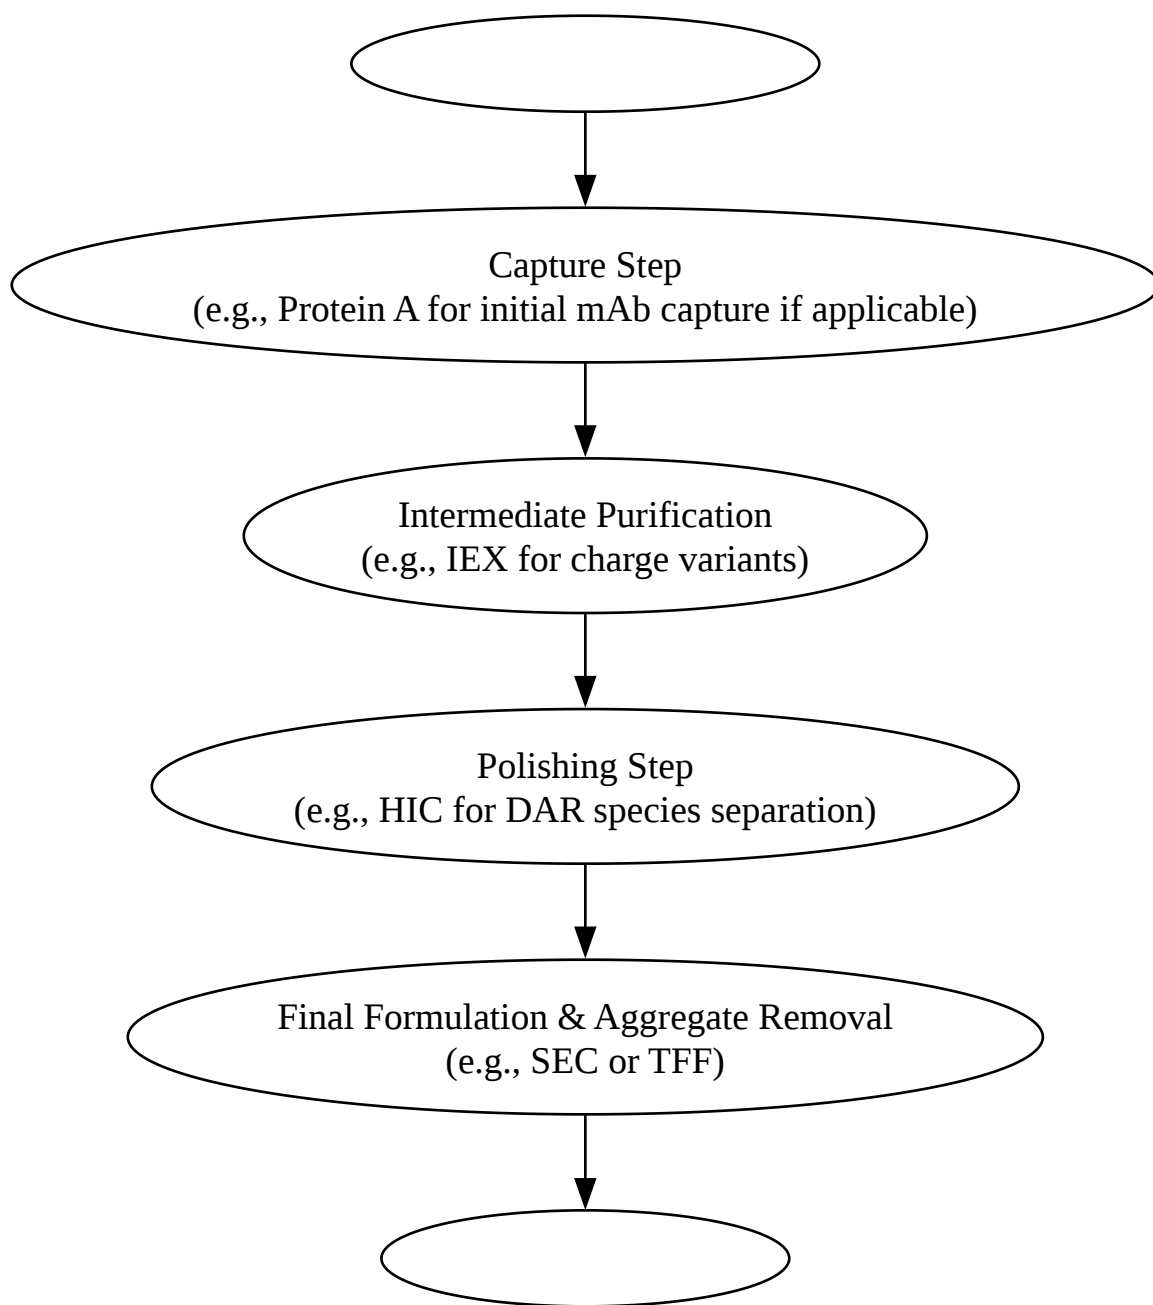 Capture Step
(e.g., Protein A for initial mAb capture if applicable)
Intermediate Purification
(e.g., IEX for charge variants)
Polishing Step
(e.g., HIC for DAR species separation)
Final Formulation & Aggregate Removal
(e.g., SEC or TFF)